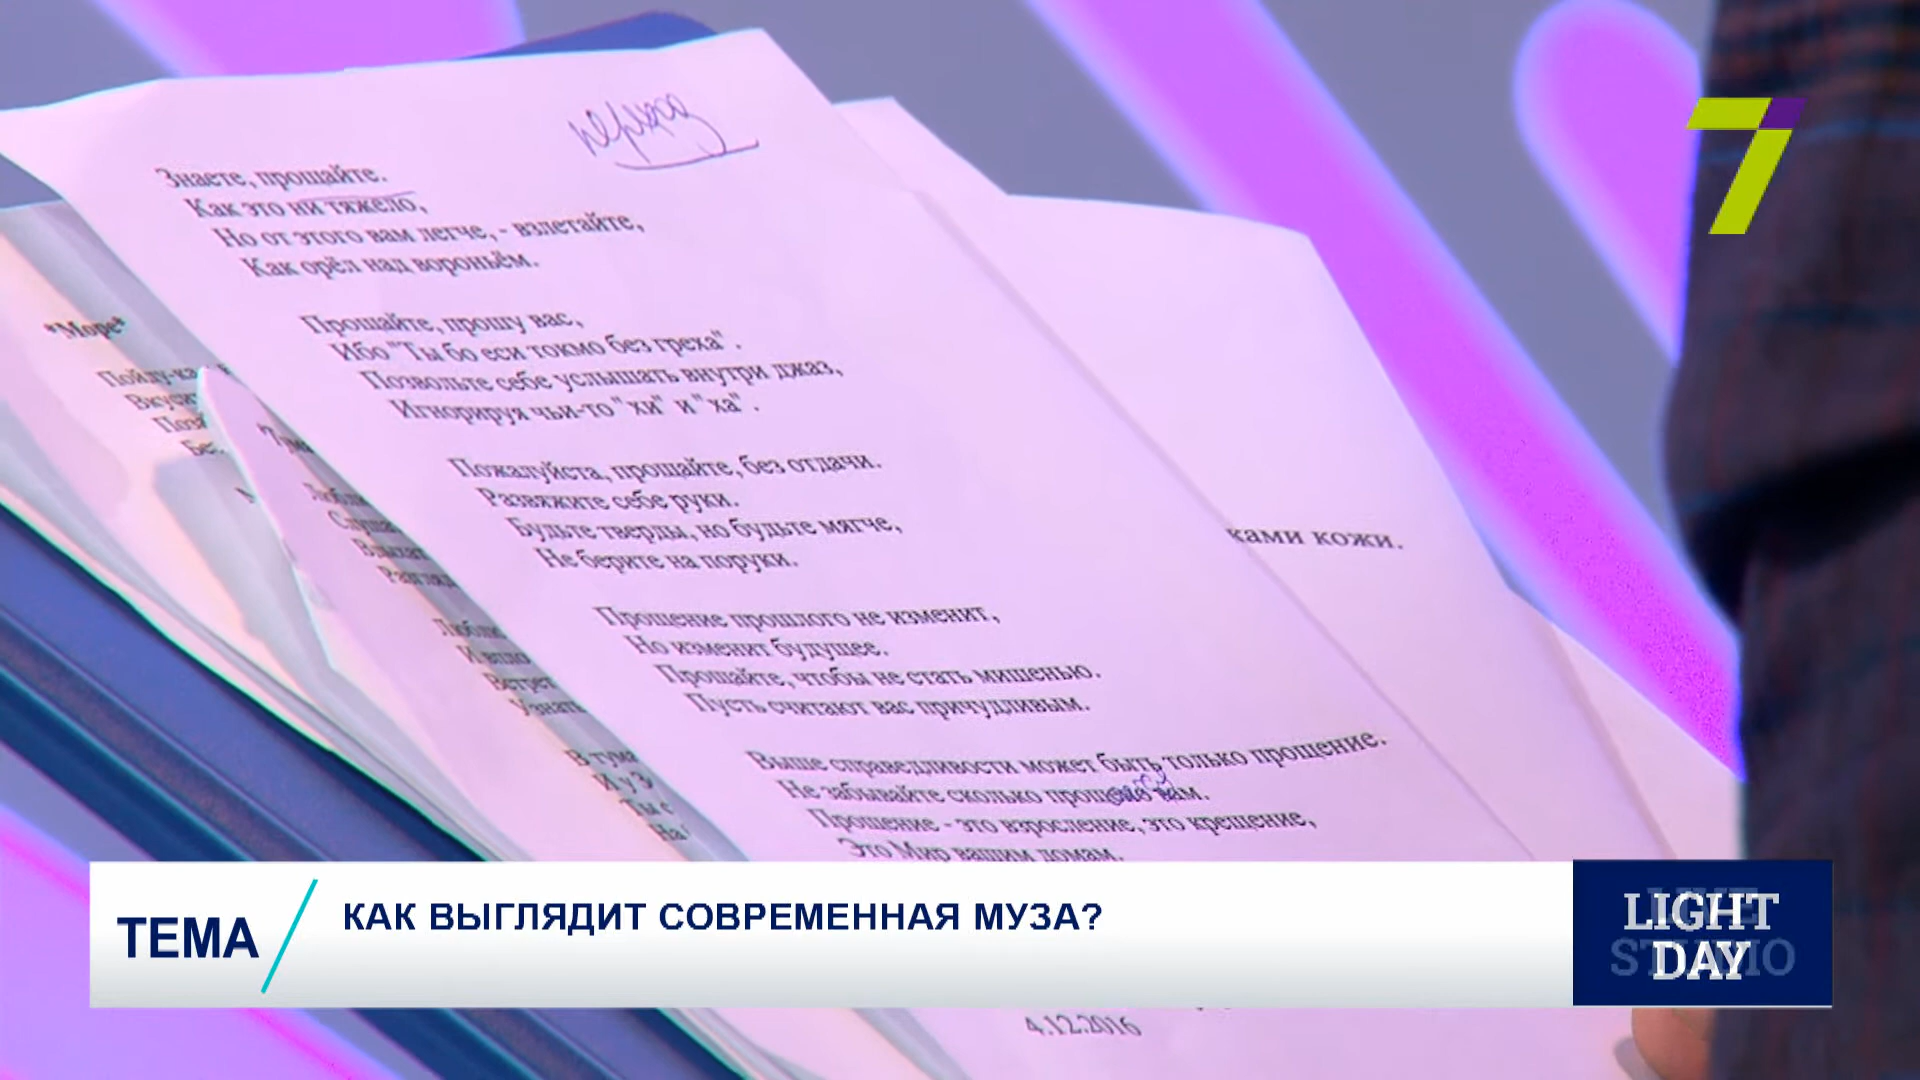 Знаете, прощайте.
Как это ни тяжело,
Но от этого вам легче, - взлетайте,
Как орёл над вороньём.
Прощайте, прошу вас,
Ибо "Ты бо еси токмо без греха" .
Позвольте себе услышать внутри джаз,
Игнорируя чьи-то "хи" и "ха" .
Пожалуйста, прощайте, без отдачи.
Развяжите себе руки.
Будьте тверды, но будьте мягче,
Не берите на поруки.
Прощение прошлого не изменит,
Но изменит будущее.
Прощайте, чтобы не стать мишенью.
Пусть считают вас причудливым.
Выше справедливости может быть только прощение.
Не забывайте сколько вам.
Прощение - это взросление, это крещение,
Это Мир вашим домам.
4.12.2016
*Море*
Пойду-ка
Люблю
И
В
И у
Ты с
На
ками кожи.
7
ТЕМА
КАК ВЫГЛЯДИТ СОВРЕМЕННАЯ МУЗА?
LIGHT
DAY